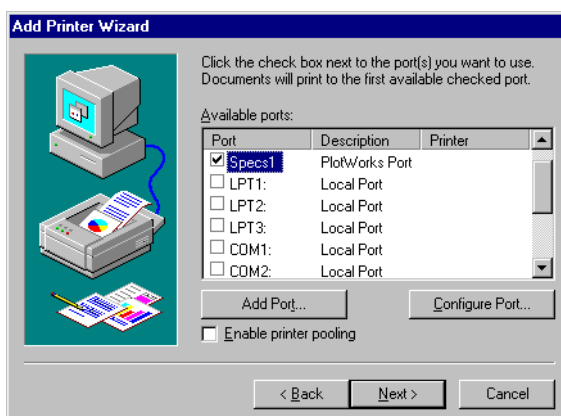 Add Printer Wizard
Click the check box next to the port(s) you want to use.
Documents will print to the first available checked port.
Available ports:
Port Description Printer
Specs1 PlotWorks Port
LPT1: Local Port
LPT2: Local Port
LPT3: Local Port
COM1: Local Port
COM2: Local Port
Add Port... Configure Port...
Enable printer pooling
< Back Next > Cancel